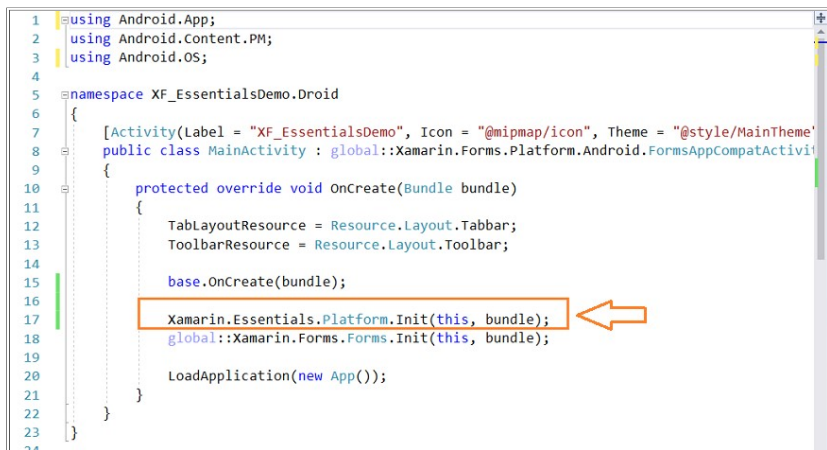 1 using Android.App;
2 using Android.Content.PM;
3 using Android.OS;
4
5 namespace XF_EssentialsDemo.Droid
6 {
7 [Activity(Label = "XF_EssentialsDemo", Icon = "@mipmap/icon", Theme = "@style/MainTheme"
8 public class MainActivity : global::Xamarin.Forms.Platform.Android.FormsAppCompatActivit
9 {
10 protected override void OnCreate(Bundle bundle)
11 {
12 TabLayoutResource = Resource.Layout.Tabbar;
13 ToolbarResource = Resource.Layout.Toolbar;
14
15 base.OnCreate(bundle);
16
17 Xamarin.Essentials.Platform.Init(this, bundle);
18 global::Xamarin.Forms.Forms.Init(this, bundle);
19
20 LoadApplication(new App());
21 }
22 }
23 }
24